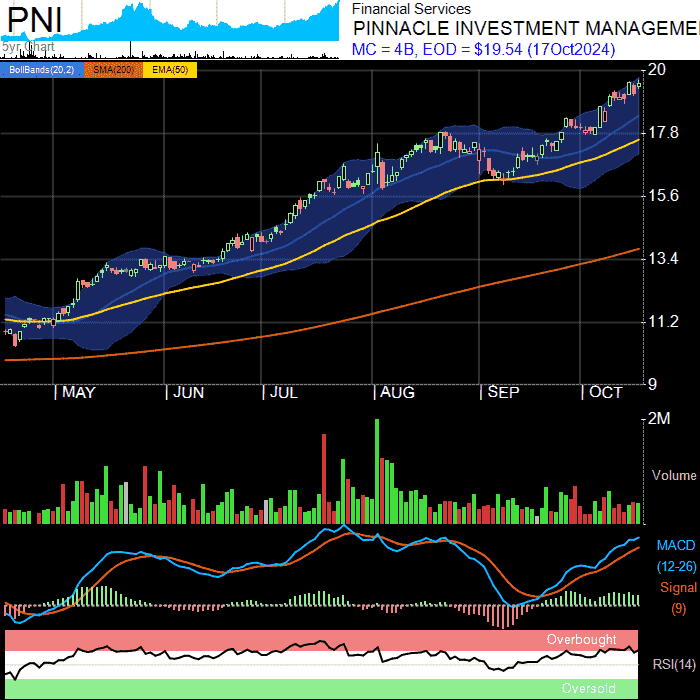 PNI
5yr Chart
Financial Services
PINNACLE INVESTMENT MANAGEME
MC = 4B, EOD = $19.54 (17Oct2024)
BollBands(20,2) SMA(200) EMA(50)
20
17.8
15.6
13.4
11.2
9
MAY JUN JUL AUG SEP OCT
2M
Volume
MACD
(12-26)
Signal
(9)
Overbought
RSI(14)
Oversold